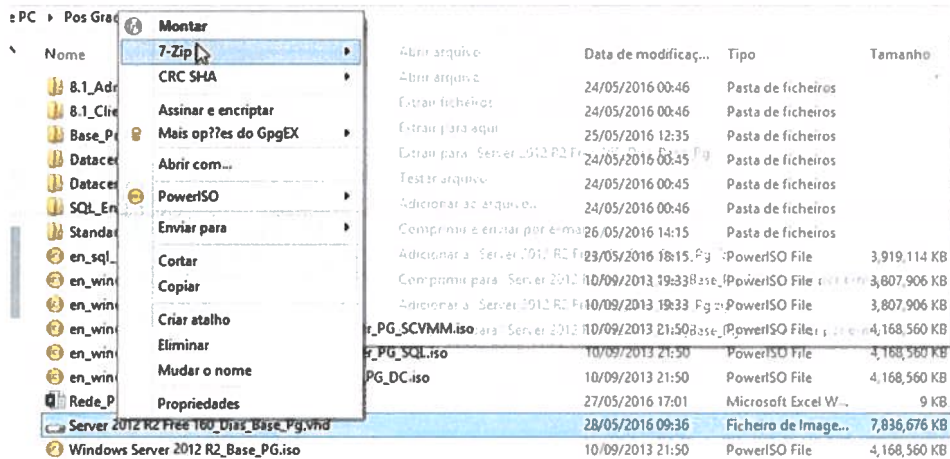 e PC ▸ Pos Grad
Nome Data de modificaç... Tipo Tamanho
8.1_Adr 24/05/2016 00:46 Pasta de ficheiros
8.1_Clie 24/05/2016 00:46 Pasta de ficheiros
Base_P 25/05/2016 12:35 Pasta de ficheiros
Datacer 24/05/2016 00:45 Pasta de ficheiros
Datacer 24/05/2016 00:45 Pasta de ficheiros
SQL_En 24/05/2016 00:46 Pasta de ficheiros
Standar 26/05/2016 14:15 Pasta de ficheiros
en_sql_ 23/05/2016 18:15 PowerISO File 3,919,114 KB
en_win 10/09/2013 19:33 PowerISO File 3,807,906 KB
en_win 10/09/2013 19:33 PowerISO File 3,807,906 KB
en_win r_PG_SCVMM.iso 10/09/2013 21:50 PowerISO File 4,168,560 KB
en_win r_PG_SQL.iso 10/09/2013 21:50 PowerISO File 4,168,560 KB
en_win PG_DC.iso 10/09/2013 21:50 PowerISO File 4,168,560 KB
Rede_P 27/05/2016 17:01 Microsoft Excel W... 9 KB
Server 2012 R2 Free 160_Dias_Base_Pg.vhd 28/05/2016 09:36 Ficheiro de Image... 7,836,676 KB
Windows Server 2012 R2_Base_PG.iso 10/09/2013 21:50 PowerISO File 4,168,560 KB
Montar
7-Zip
CRC SHA
Assinar e encriptar
Mais op??es do GpgEX
Abrir com...
PowerISO
Enviar para
Cortar
Copiar
Criar atalho
Eliminar
Mudar o nome
Propriedades
Abrir arquivo
Abrir arquivo
Extrair ficheiros
Extrair para aqui
Testar arquivo
Adicionar ao arquivo...
Comprimir e enviar por e-ma